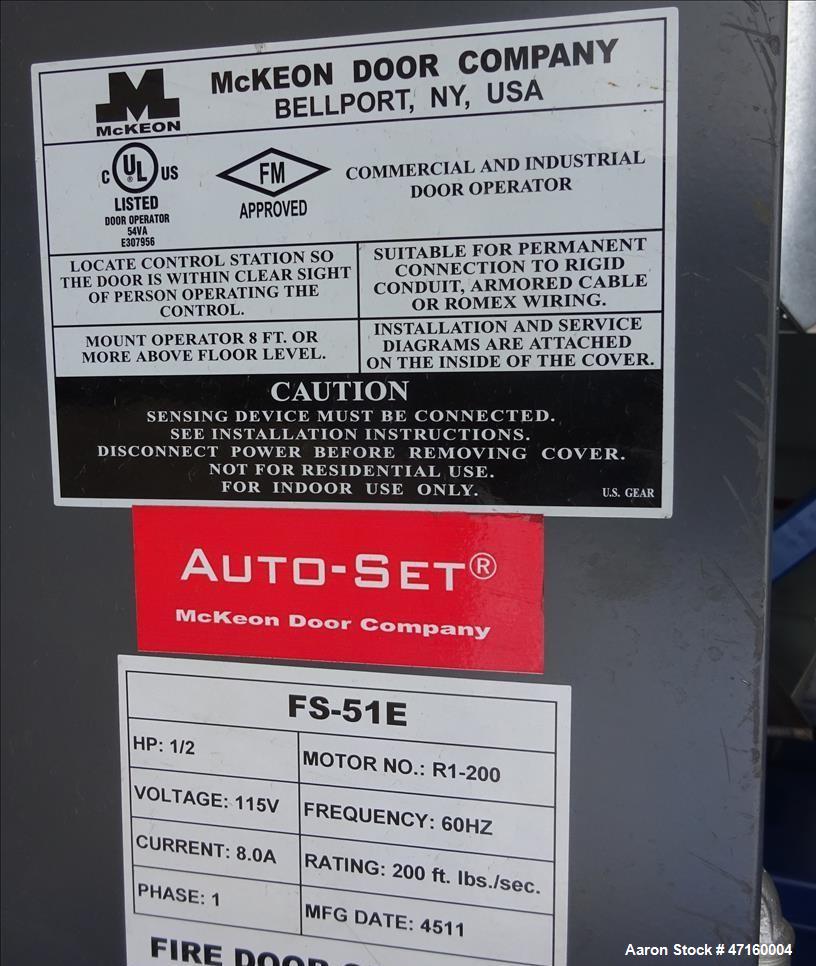 McKEON DOOR COMPANY
BELLPORT, NY, USA
M
McKEON
C UL ® US
LISTED
DOOR OPERATOR
54VA
E307956
FM
APPROVED
COMMERCIAL AND INDUSTRIAL
DOOR OPERATOR
LOCATE CONTROL STATION SO
THE DOOR IS WITHIN CLEAR SIGHT
OF PERSON OPERATING THE
CONTROL.
SUITABLE FOR PERMANENT
CONNECTION TO RIGID
CONDUIT, ARMORED CABLE
OR ROMEX WIRING.
MOUNT OPERATOR 8 FT. OR
MORE ABOVE FLOOR LEVEL.
INSTALLATION AND SERVICE
DIAGRAMS ARE ATTACHED
ON THE INSIDE OF THE COVER.
CAUTION
SENSING DEVICE MUST BE CONNECTED.
SEE INSTALLATION INSTRUCTIONS.
DISCONNECT POWER BEFORE REMOVING COVER.
NOT FOR RESIDENTIAL USE.
FOR INDOOR USE ONLY.
U.S. GEAR
AUTO-SET®
McKeon Door Company
FS-51E
HP: 1/2
MOTOR NO.: R1-200
VOLTAGE: 115V
FREQUENCY: 60HZ
CURRENT: 8.0A
RATING: 200 ft. lbs./sec.
PHASE: 1
MFG DATE: 4511
FIRE DOOR
Aaron Stock # 47160004